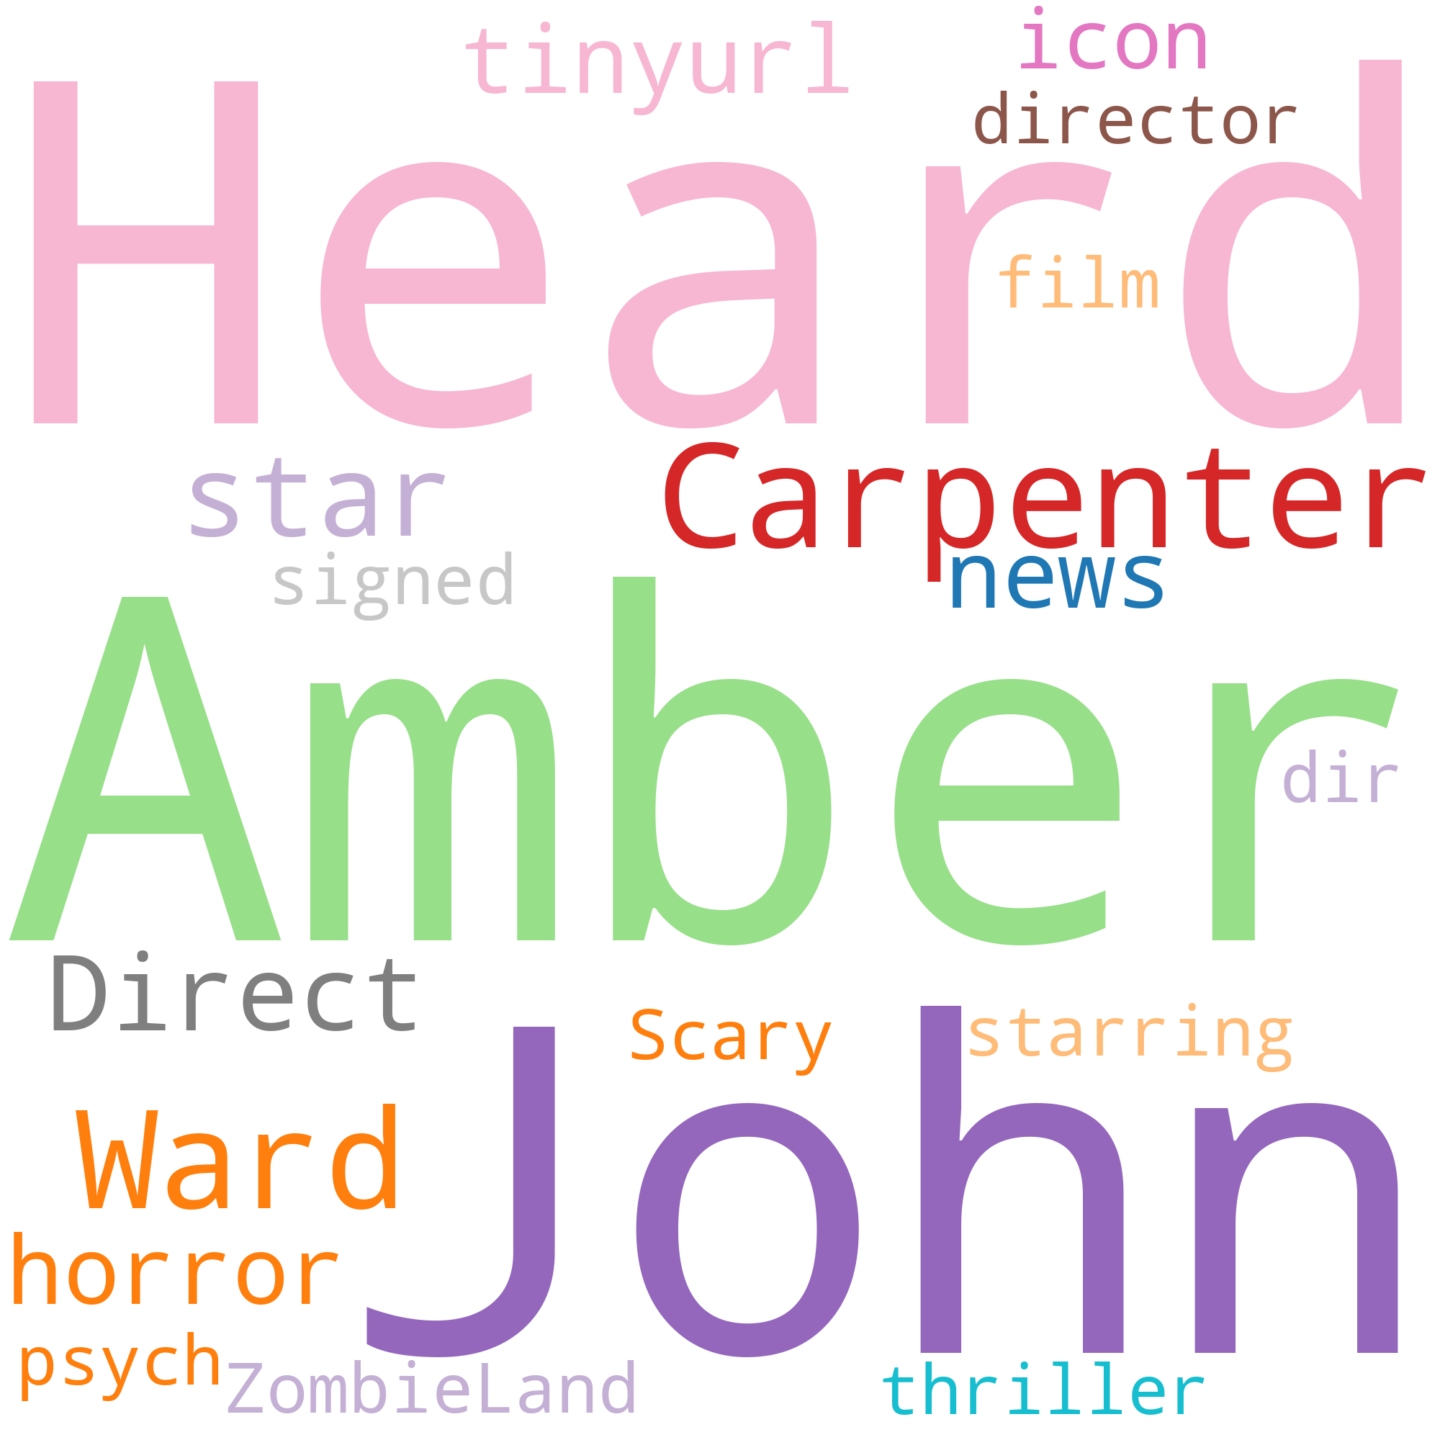 tinyurl icon
director
Heard
film
star Carpenter
signed news
Amber
dir
Direct
Scary starring
John
Ward
horror
psych ZombieLand thriller